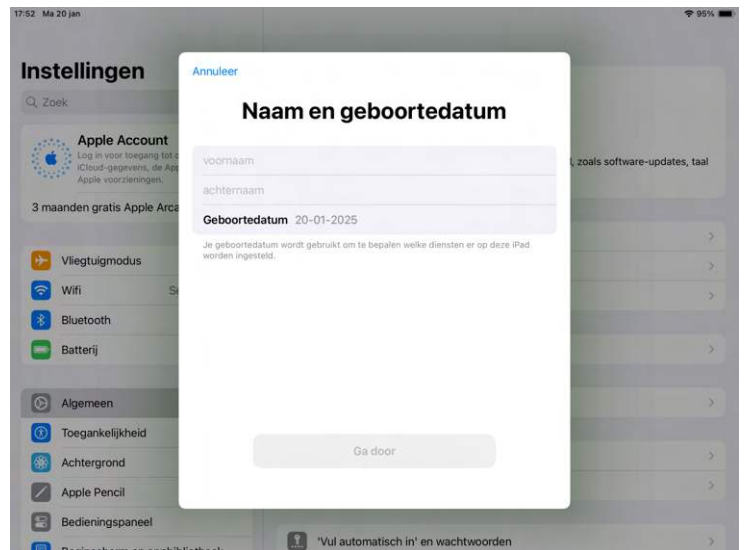 17:52 Ma 20 jan
95%
Instellingen
Zoek
Apple Account
Log in voor toegang tot
iCloud-gegevens, de
Apple voorzieningen.
3 maanden gratis Apple
Vliegtuigmodus
Wifi
Bluetooth
Batterij
Algemeen
Toegankelijkheid
Achtergrond
Apple Pencil
Bedieningspaneel
Annuleer
Naam en geboortedatum
voornaam
achternaam
Geboortedatum 20-01-2025
Je geboortedatum wordt gebruikt om te bepalen welke diensten er op deze iPad
worden ingesteld.
Ga door
zoals software-updates, taal
'Vul automatisch in' en wachtwoorden